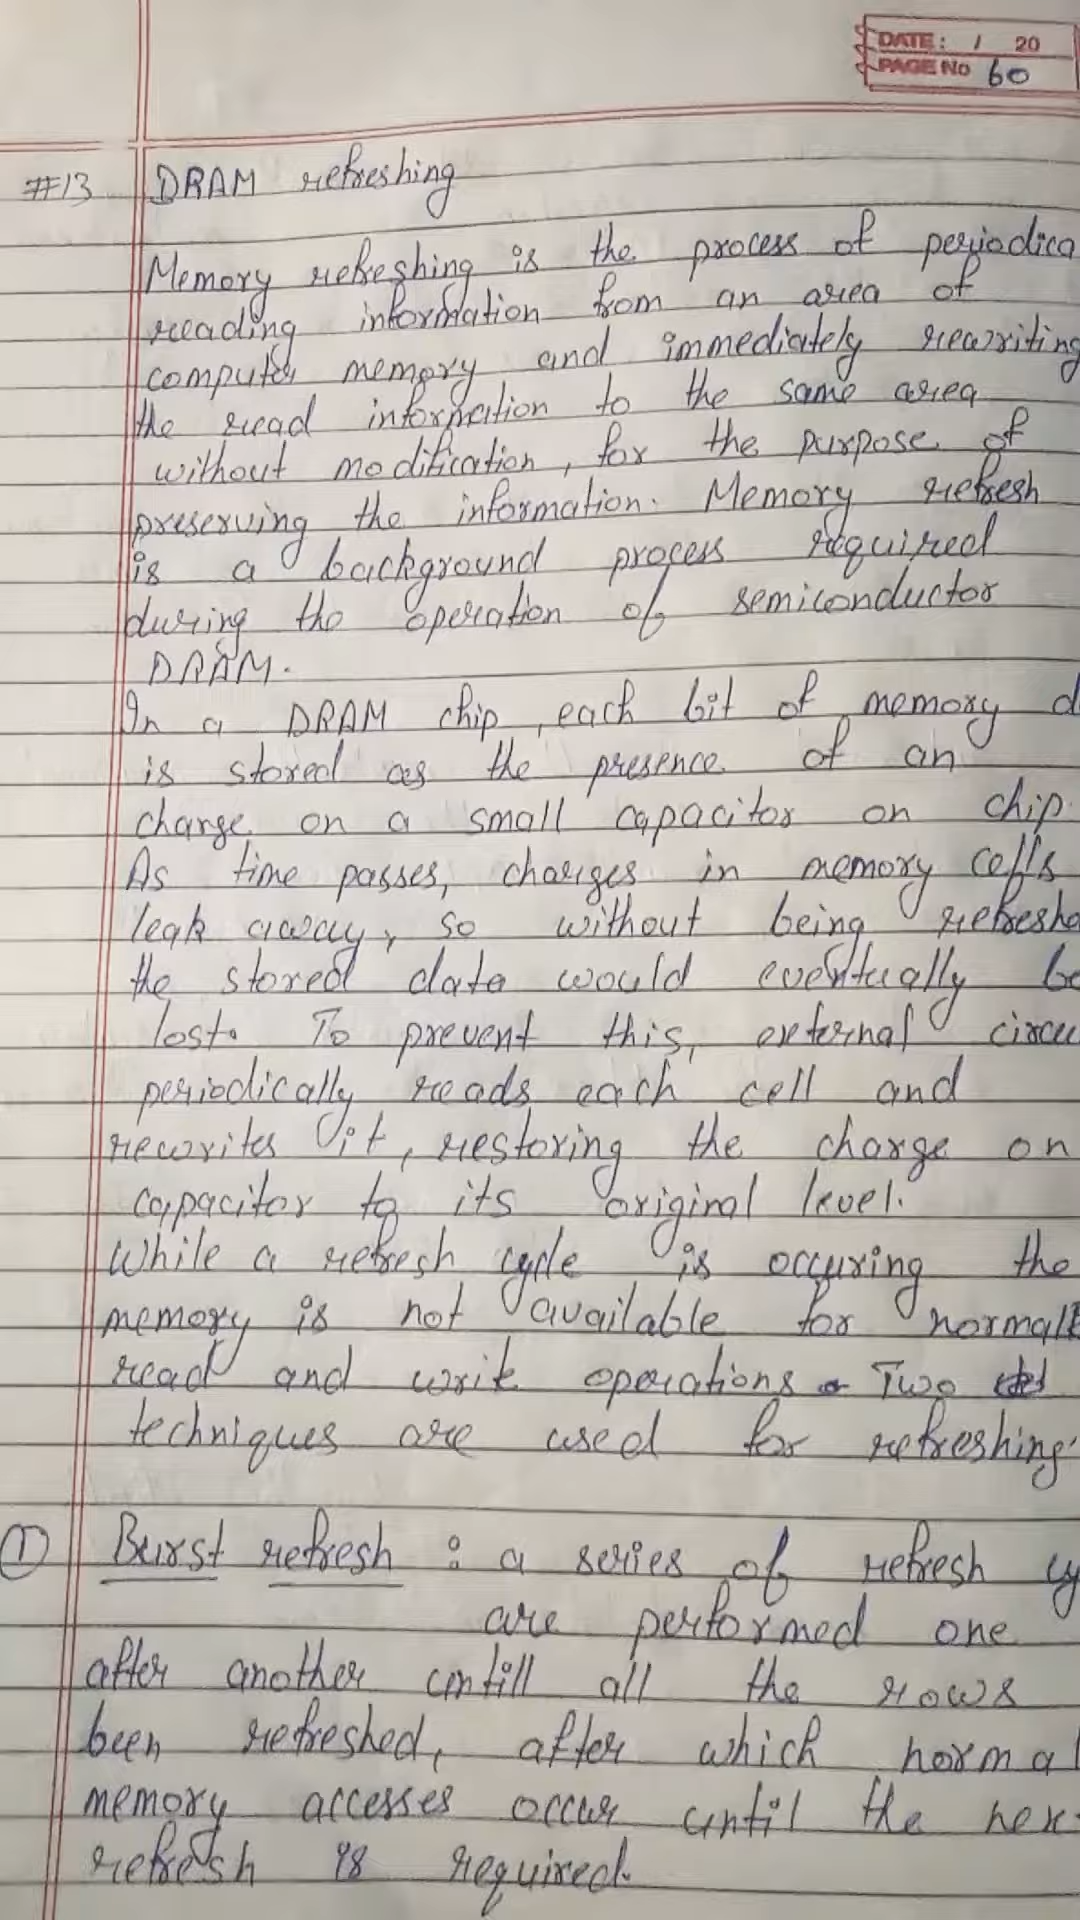 DATE: / 20
PAGE No 60
#13 DRAM refreshing
Memory refreshing is the process of periodica
reading information from an area of
computer memory and immediately rewriting
the read information to the same area
without modification, for the purpose of
preserving the information. Memory refresh
is a background process required
during the operation of semiconductor
DRAM.
In a DRAM chip, each bit of memory d
is stored as the presence of an
charge on a small capacitor on chip.
As time passes, charges in memory cells
leak away, so without being refreshe
the stored data would eventually be
lost. To prevent this, external circu
periodically reads each cell and
rewrites it, restoring the charge on
capacitor to its original level.
While a refresh cycle is occuring the
memory is not available for normal
read and write operations. Two
techniques are used for refreshing
① Burst refresh : a series of refresh cy
are performed one
after another untill all the rows
been refreshed, after which normal
memory accesses occur until the nex
refresh is required.